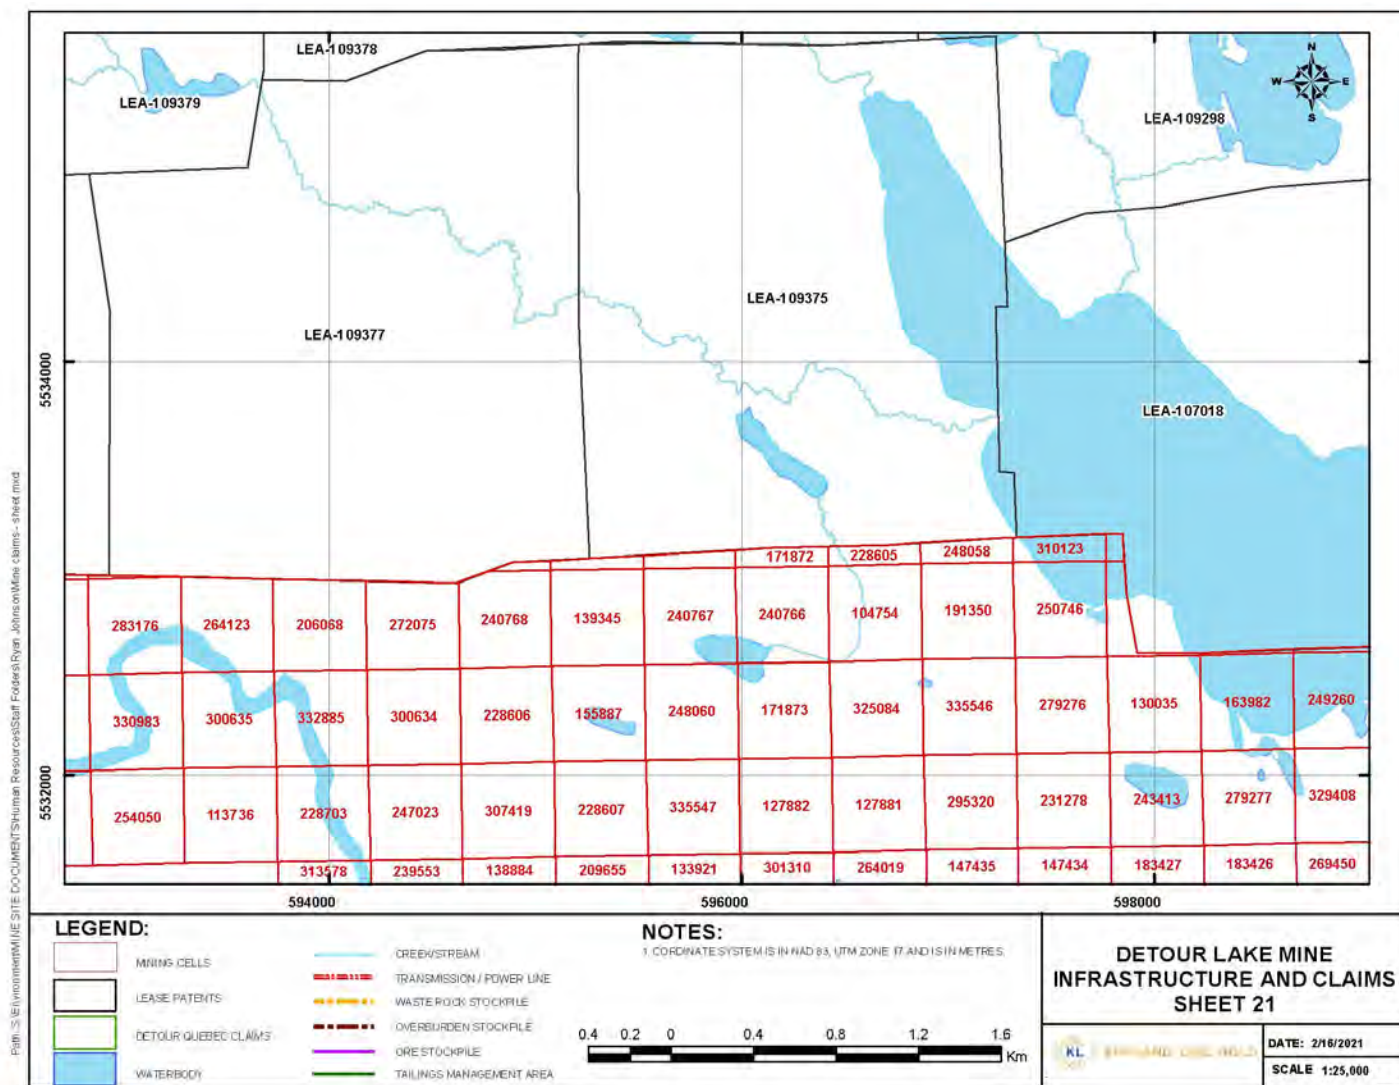 LEA-109378
N
W E
S
LEA-109379
LEA-109298
LEA-109375
LEA-109377
LEA-107018
5534000
5532000
171872 228605 248058 310123
283176 264123 206068 272075 240768 139345 240767 240766 104754 191350 250746
330983 300635 332885 300634 228606 155887 248060 171873 325084 335546 279276 130035 163982 249260
254050 113736 228703 247023 307419 228607 335547 127882 127881 295320 231278 243413 279277 329408
313578 239553 138884 209655 133921 301310 264019 147435 147434 183427 183426 269450
594000 596000 598000
LEGEND:
MINING CELLS
LEASE PATENTS
DETOUR QUEBEC CLAIMS
WATERBODY
CREEK/STREAM
TRANSMISSION / POWER LINE
WASTE ROCK STOCKPILE
OVERBURDEN STOCKPILE
ORE STOCKPILE
TAILINGS MANAGEMENT AREA
NOTES:
1. CORDINATE SYSTEM IS IN NAD 83, UTM ZONE 17 AND IS IN METRES.
0.4 0.2 0 0.4 0.8 1.2 1.6
Km
DETOUR LAKE MINE
INFRASTRUCTURE AND CLAIMS
SHEET 21
KL KIRKLAND LAKE GOLD
DATE: 2/16/2021
SCALE 1:25,000